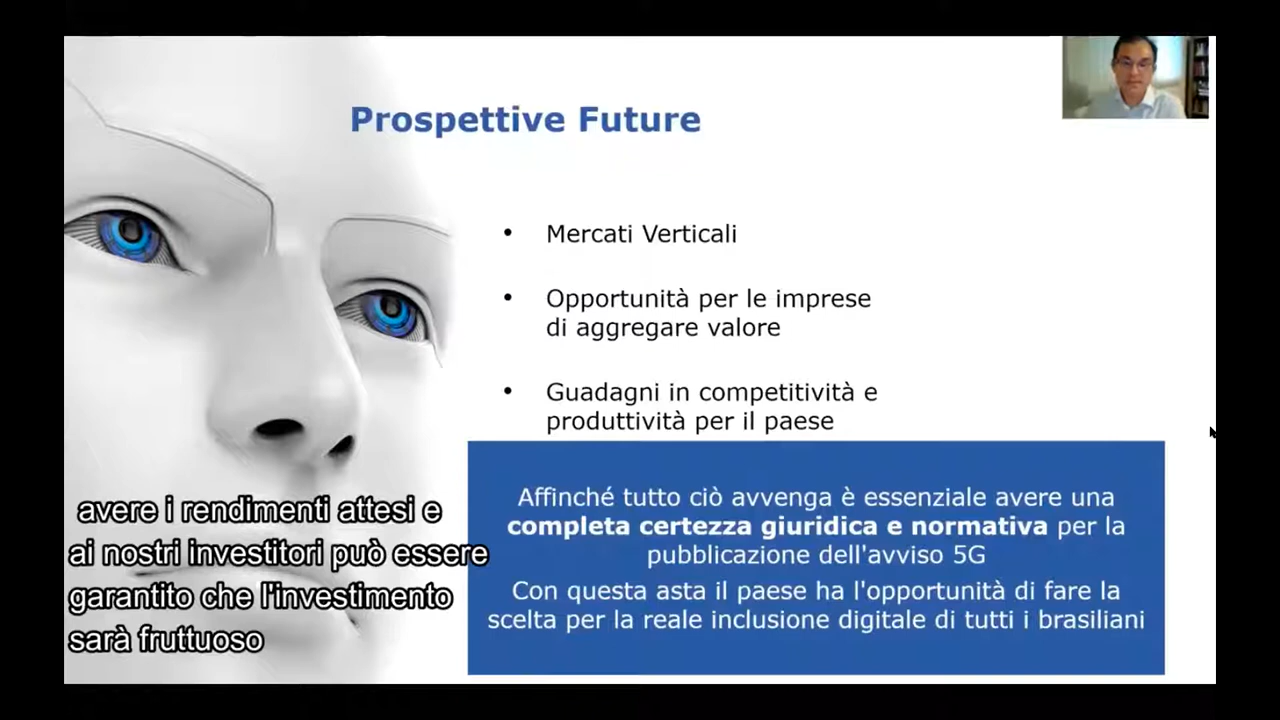 Prospettive Future
• Mercati Verticali
• Opportunità per le imprese
di aggregare valore
• Guadagni in competitività e
produttività per il paese
Affinché tutto ciò avvenga è essenziale avere una
completa certezza giuridica e normativa per la
pubblicazione dell'avviso 5G
Con questa asta il paese ha l'opportunità di fare la
scelta per la reale inclusione digitale di tutti i brasiliani
avere i rendimenti attesi e
ai nostri investitori può essere
garantito che l'investimento
sarà fruttuoso